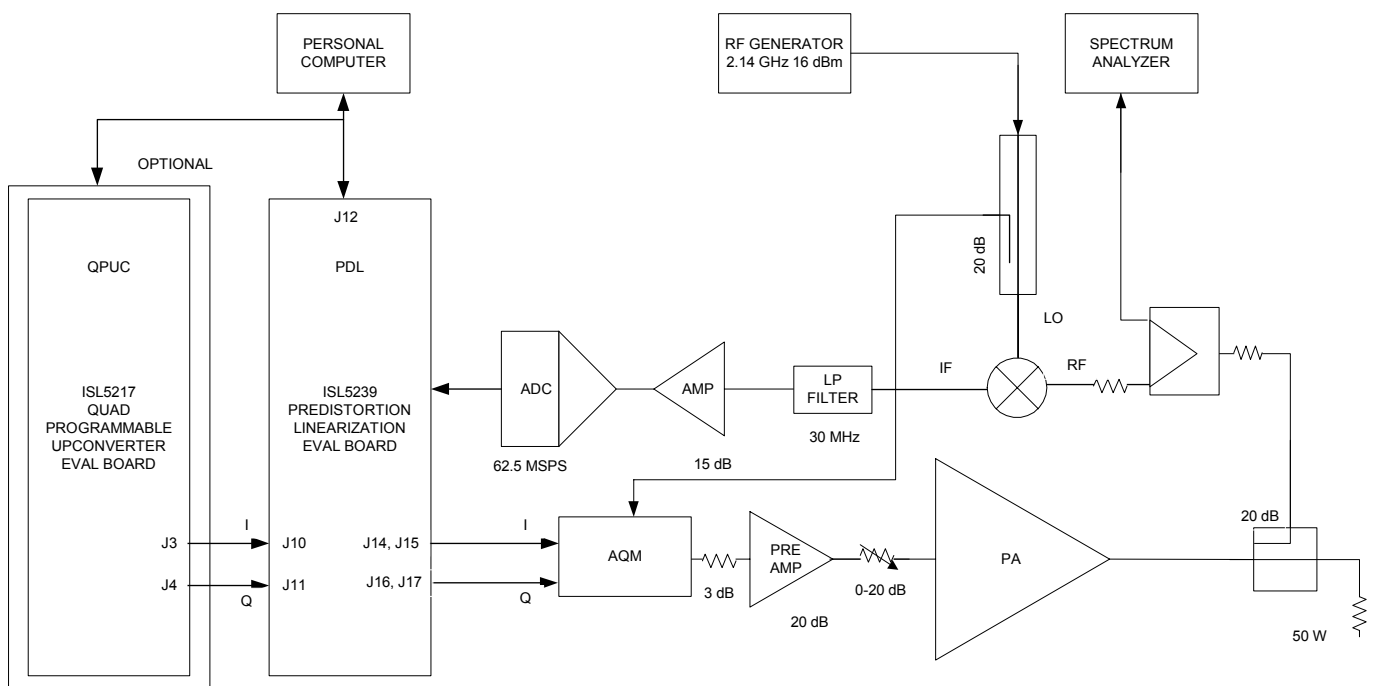 PERSONAL
COMPUTER
RF GENERATOR
2.14 GHz 16 dBm
SPECTRUM
ANALYZER
OPTIONAL
J12
QPUC
PDL
20 dB
LO
IF
RF
ADC
AMP
LP
FILTER
30 MHz
62.5 MSPS
15 dB
ISL5217
QUAD
PROGRAMMABLE
UPCONVERTER
EVAL BOARD
ISL5239
PREDISTORTION
LINEARIZATION
EVAL BOARD
J3
I
J10
J14, J15
I
J4
Q
J11
J16, J17
Q
AQM
3 dB
PRE
AMP
20 dB
0-20 dB
PA
20 dB
50 W